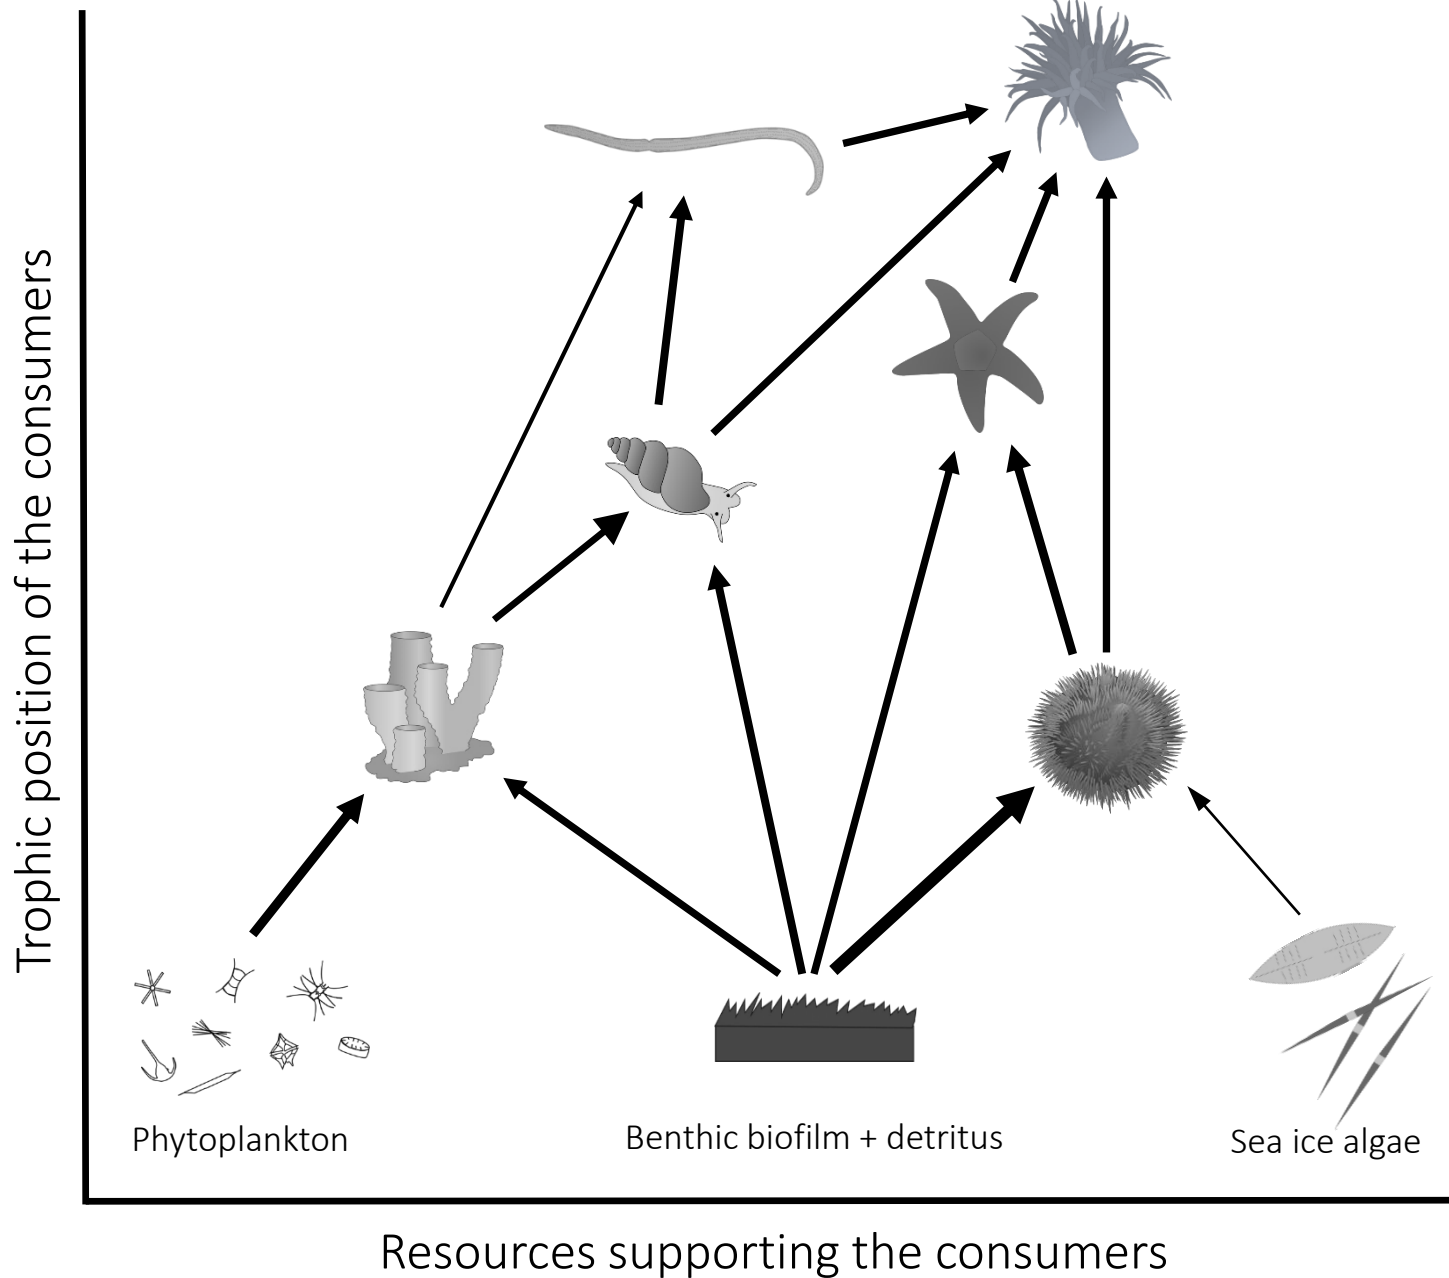 Trophic position of the consumers
Phytoplankton
Benthic biofilm + detritus
Sea ice algae
Resources supporting the consumers